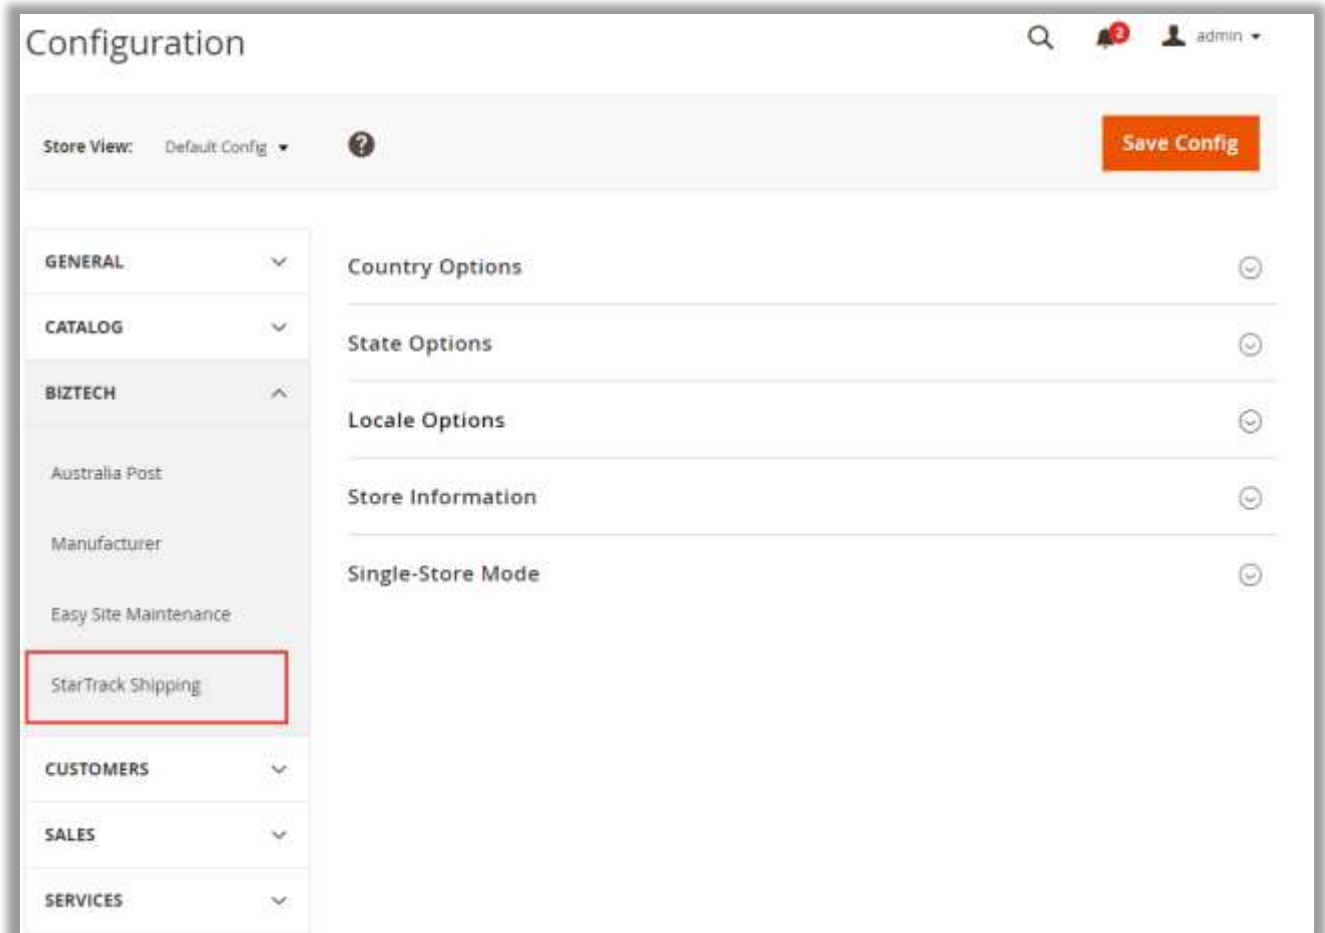 Configuration
2
admin
Store View: Default Config ?
Save Config
GENERAL
CATALOG
BIZTECH
Australia Post
Manufacturer
Easy Site Maintenance
StarTrack Shipping
CUSTOMERS
SALES
SERVICES
Country Options
State Options
Locale Options
Store Information
Single-Store Mode